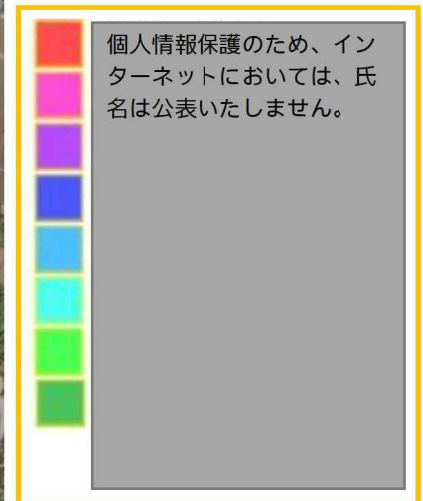 個人情報保護のため、イン
ターネットにおいては、氏
名は公表いたしません。